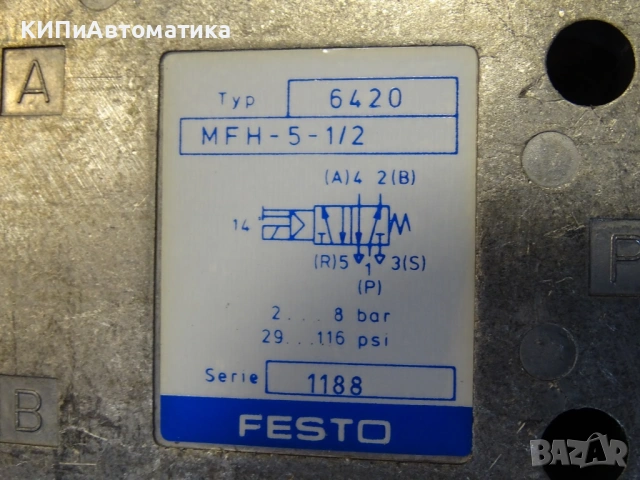 КИПиАвтоматика
A
Typ 6420
MFH-5-1/2
(A)4 2(B)
14
(R)5 1 3(S)
(P)
P
2...8 bar
29...116 psi
Serie 1188
B
FESTO
BAZAR